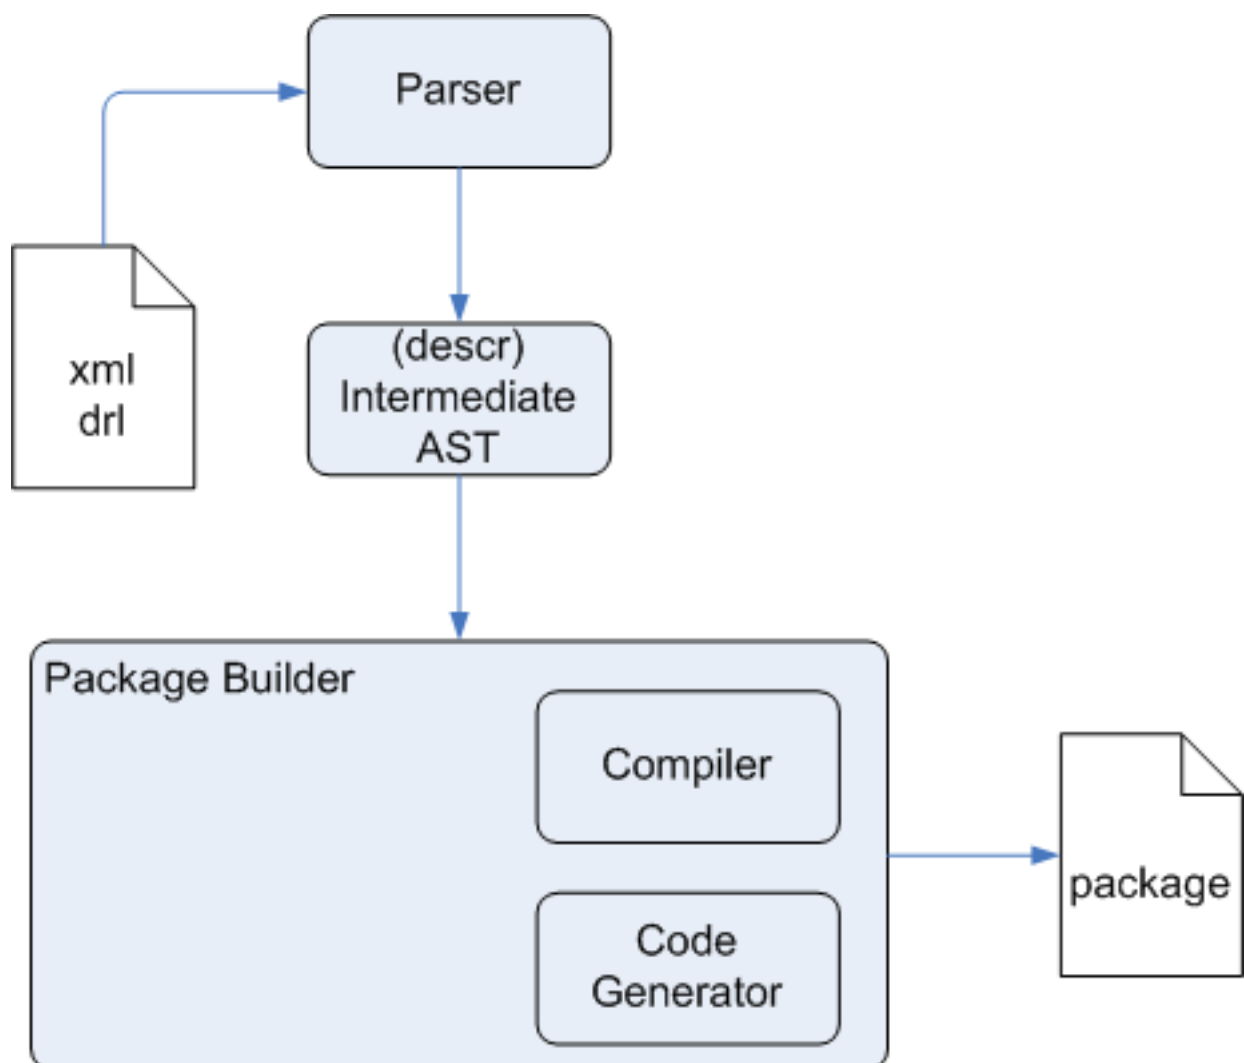 Parser
xml
drl
(descr)
Intermediate
AST
Package Builder
Compiler
package
Code
Generator